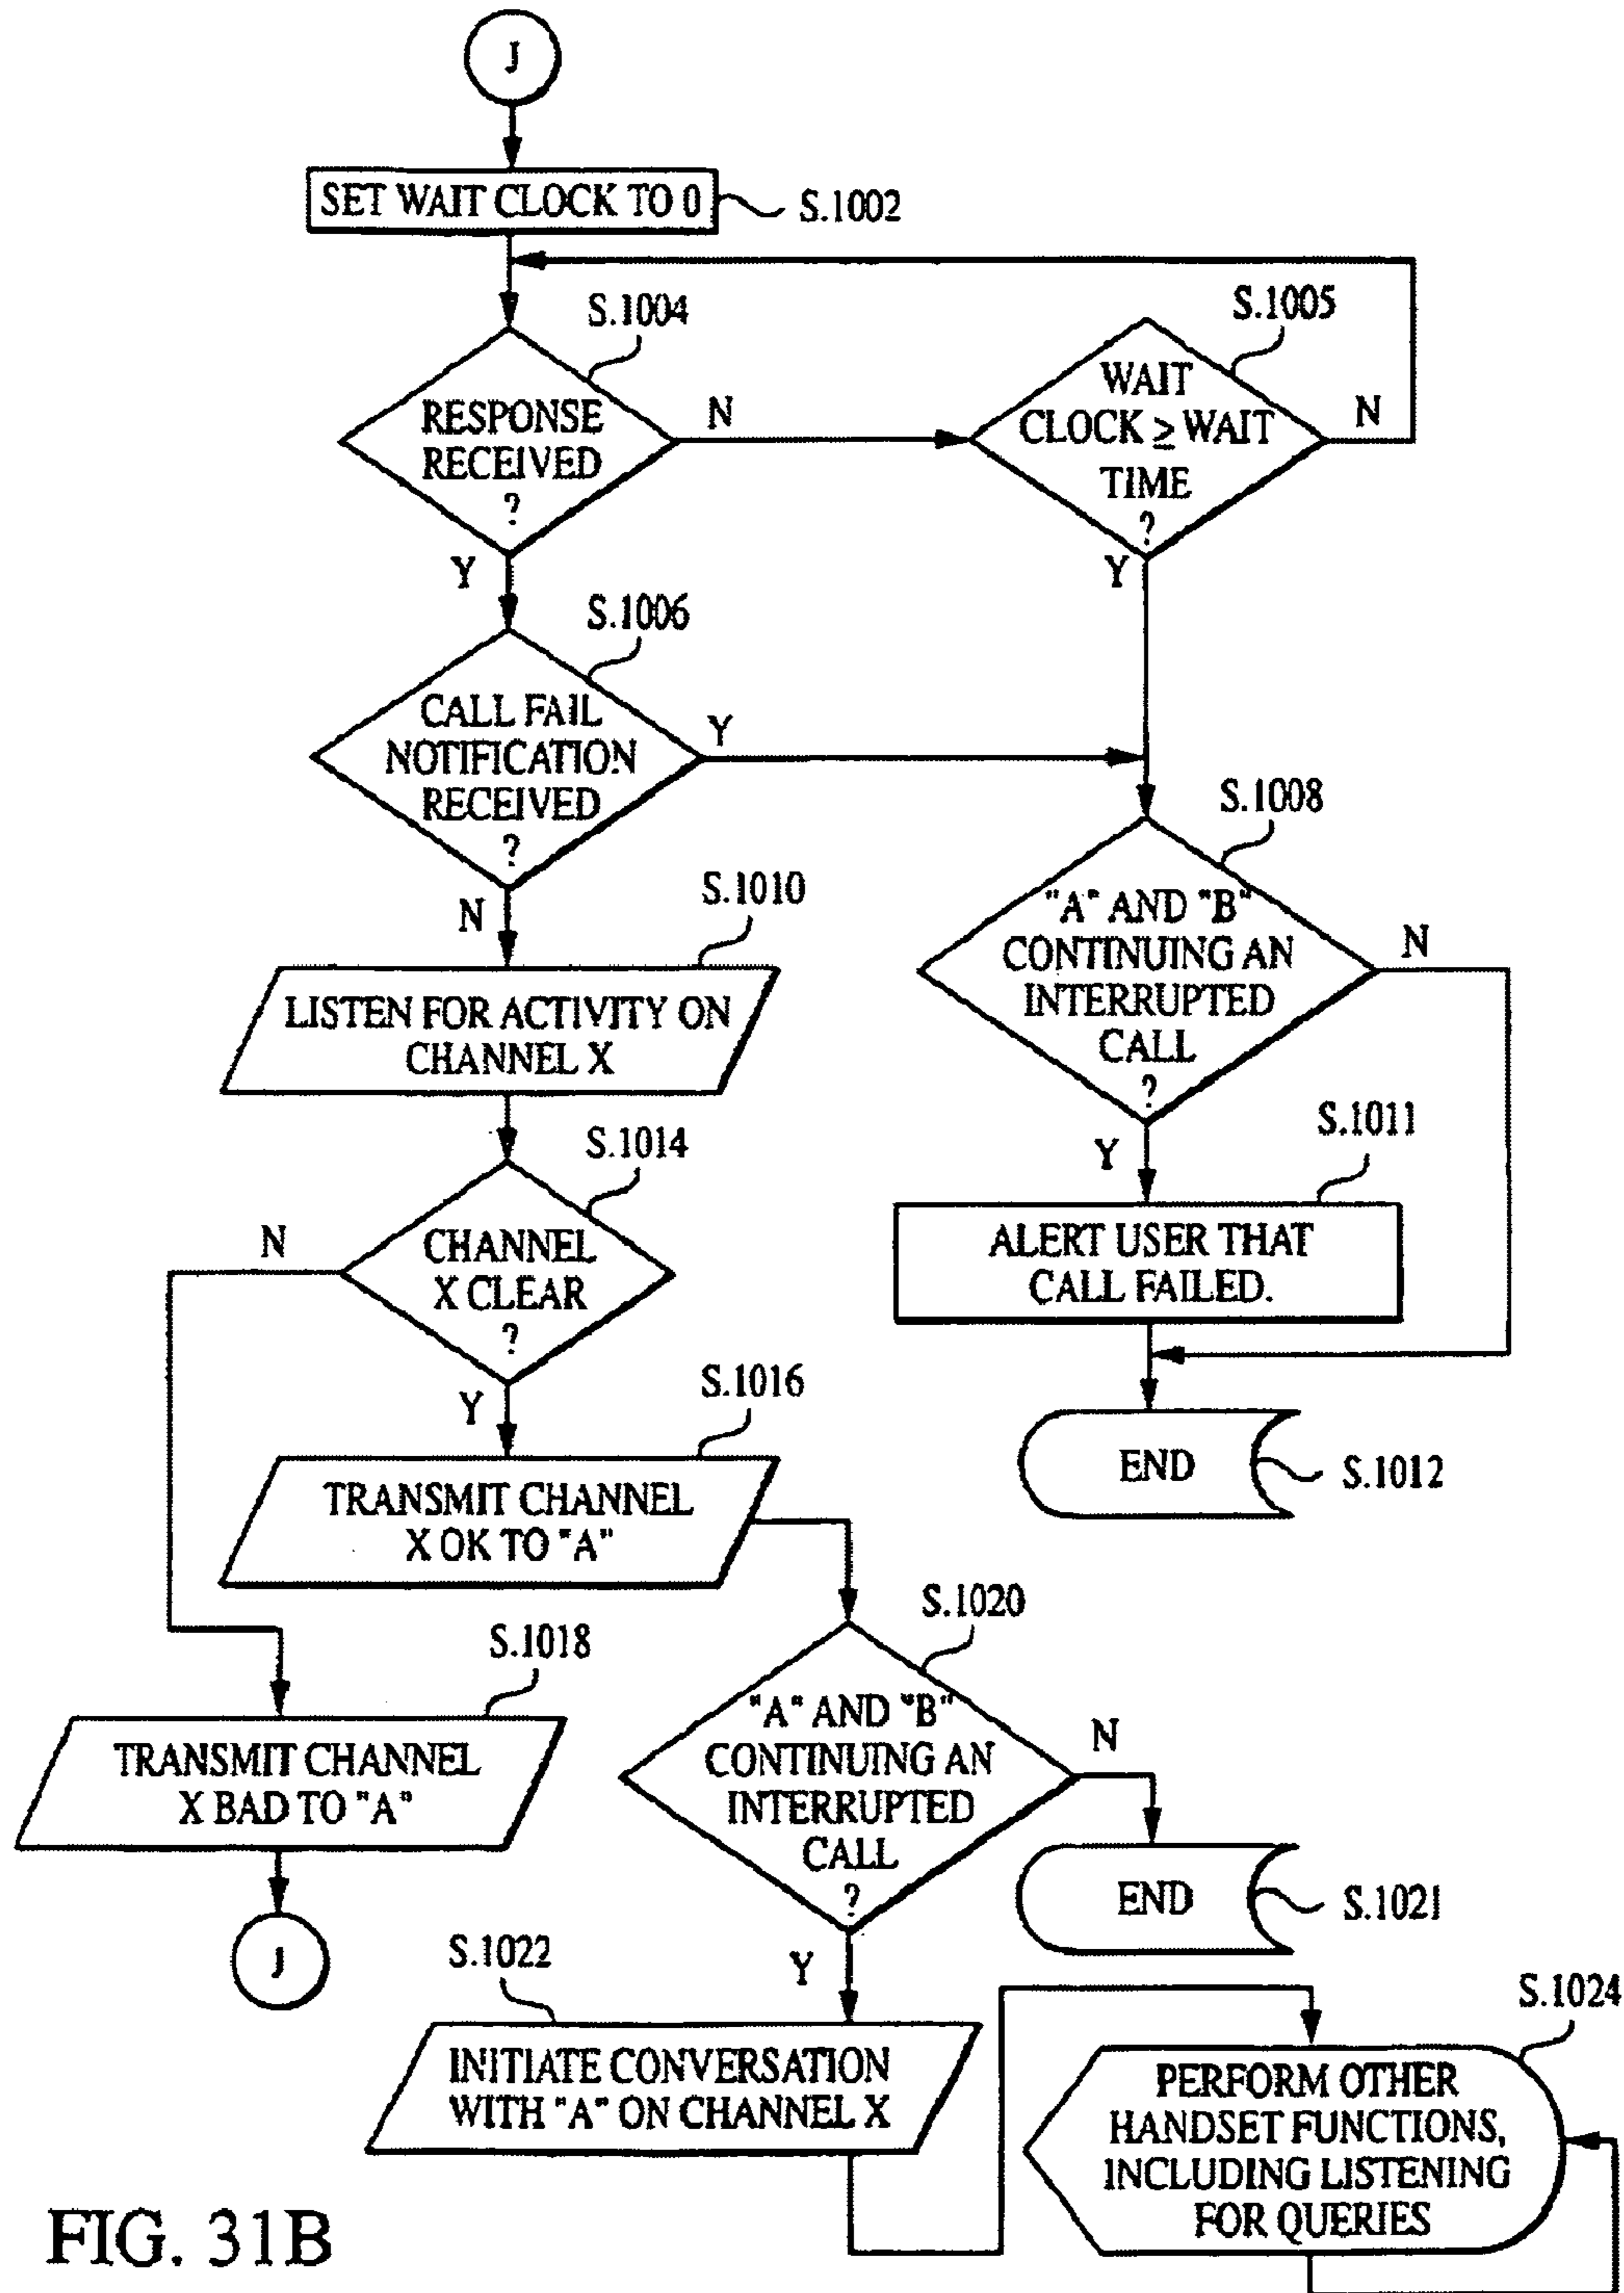 J
SET WAIT CLOCK TO 0
S.1002
S.1004
RESPONSE
RECEIVED
?
N
Y
S.1005
WAIT
CLOCK ≥ WAIT
TIME
?
N
Y
S.1006
CALL FAIL
NOTIFICATION
RECEIVED
?
Y
N
S.1008
"A" AND "B"
CONTINUING AN
INTERRUPTED
CALL
?
N
Y
S.1010
LISTEN FOR ACTIVITY ON
CHANNEL X
S.1011
ALERT USER THAT
CALL FAILED.
END
S.1012
S.1014
CHANNEL
X CLEAR
?
N
Y
S.1016
TRANSMIT CHANNEL
X OK TO "A"
S.1018
TRANSMIT CHANNEL
X BAD TO "A"
J
S.1020
"A" AND "B"
CONTINUING AN
INTERRUPTED
CALL
?
N
Y
END
S.1021
S.1022
INITIATE CONVERSATION
WITH "A" ON CHANNEL X
S.1024
PERFORM OTHER
HANDSET FUNCTIONS,
INCLUDING LISTENING
FOR QUERIES
FIG. 31B